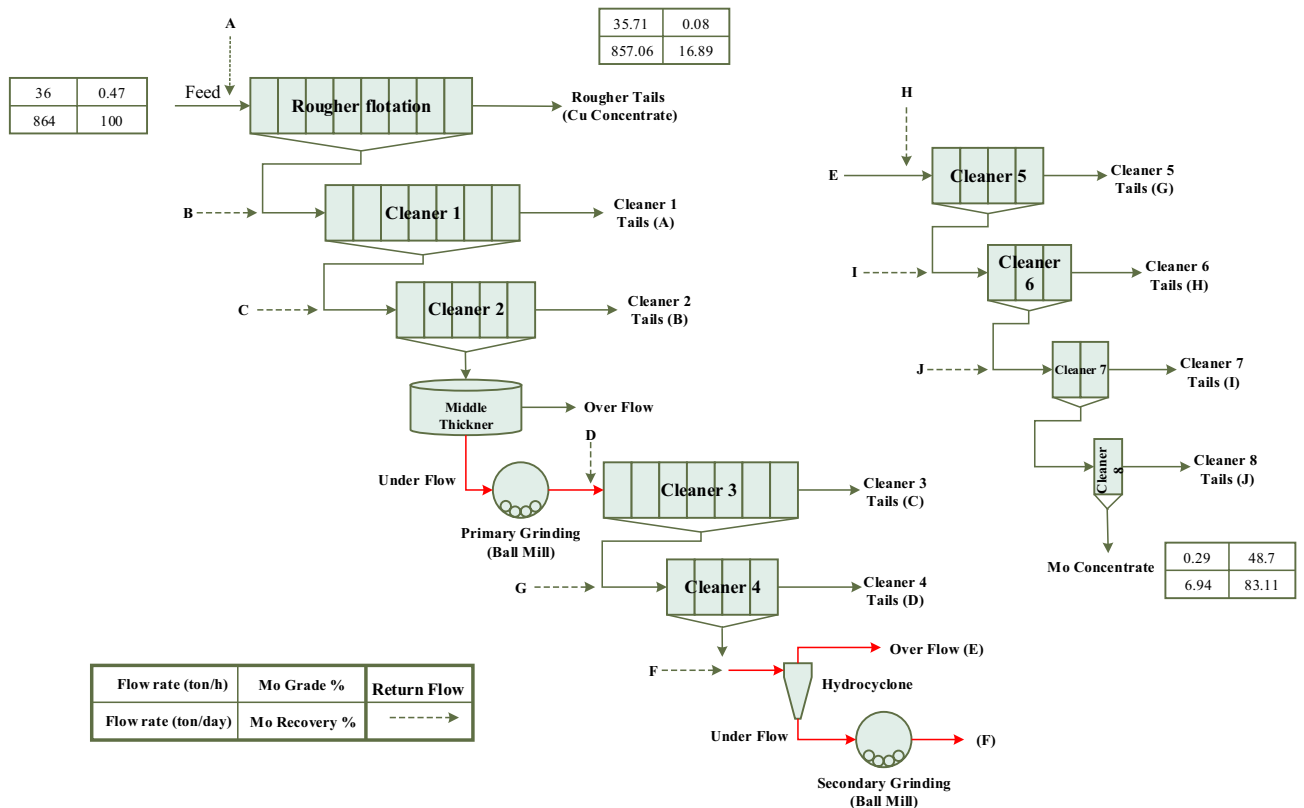 A
35.71 0.08
857.06 16.89
36 0.47
864 100
Feed
Rougher flotation
Rougher Tails
(Cu Concentrate)
B
Cleaner 1
Cleaner 1
Tails (A)
C
Cleaner 2
Cleaner 2
Tails (B)
Middle
Thickner
Over Flow
Under Flow
D
Primary Grinding
(Ball Mill)
Cleaner 3
Cleaner 3
Tails (C)
G
Cleaner 4
Cleaner 4
Tails (D)
F
Over Flow (E)
Hydrocyclone
Under Flow
(F)
Secondary Grinding
(Ball Mill)
H
E
Cleaner 5
Cleaner 5
Tails (G)
I
Cleaner
6
Cleaner 6
Tails (H)
J
Cleaner 7
Cleaner 7
Tails (I)
Cleaner
8
Cleaner 8
Tails (J)
Mo Concentrate
0.29 48.7
6.94 83.11
Flow rate (ton/h) Mo Grade % Return Flow
Flow rate (ton/day) Mo Recovery %